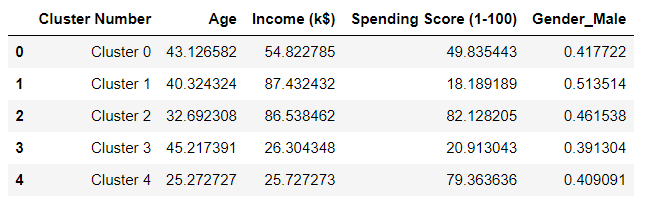 Cluster Number Age Income (k$) Spending Score (1-100) Gender_Male
0 Cluster 0 43.126582 54.822785 49.835443 0.417722
1 Cluster 1 40.324324 87.432432 18.189189 0.513514
2 Cluster 2 32.692308 86.538462 82.128205 0.461538
3 Cluster 3 45.217391 26.304348 20.913043 0.391304
4 Cluster 4 25.272727 25.727273 79.363636 0.409091